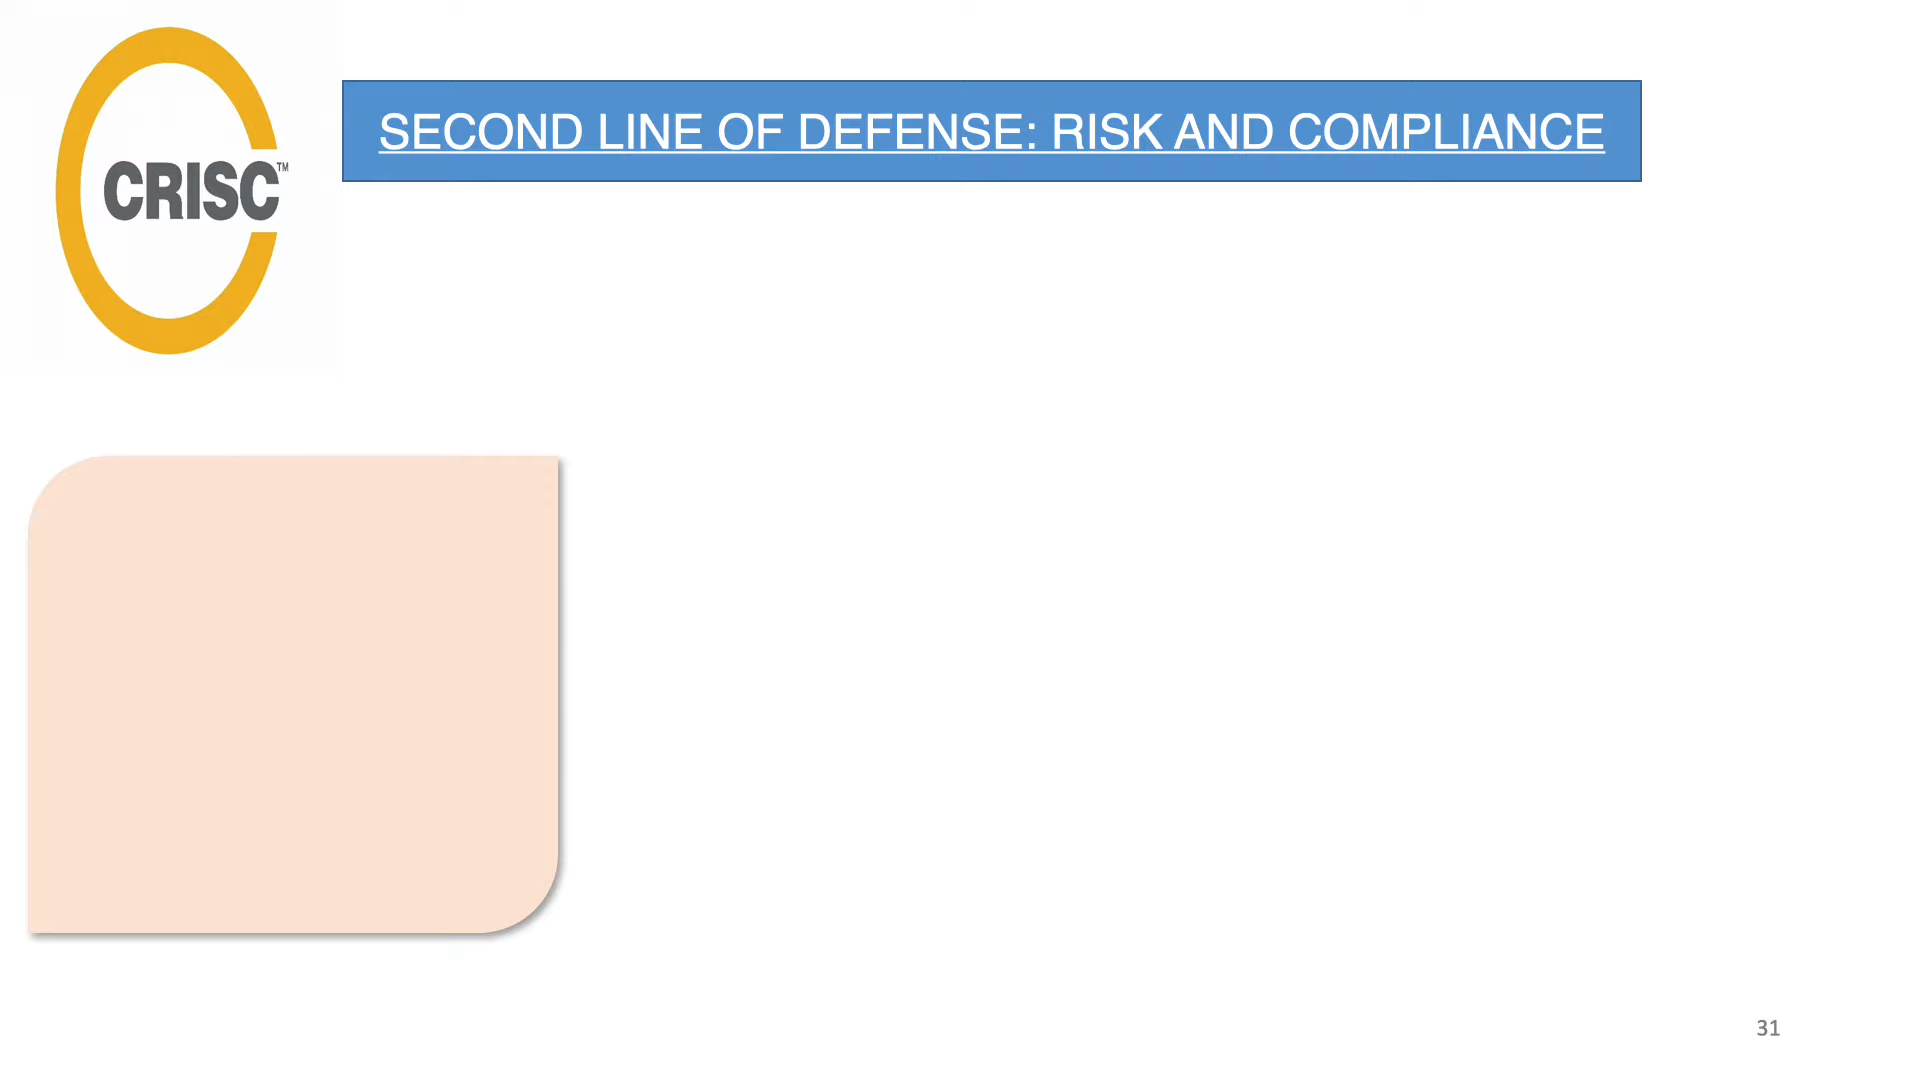 CRISC™
SECOND LINE OF DEFENSE: RISK AND COMPLIANCE
31